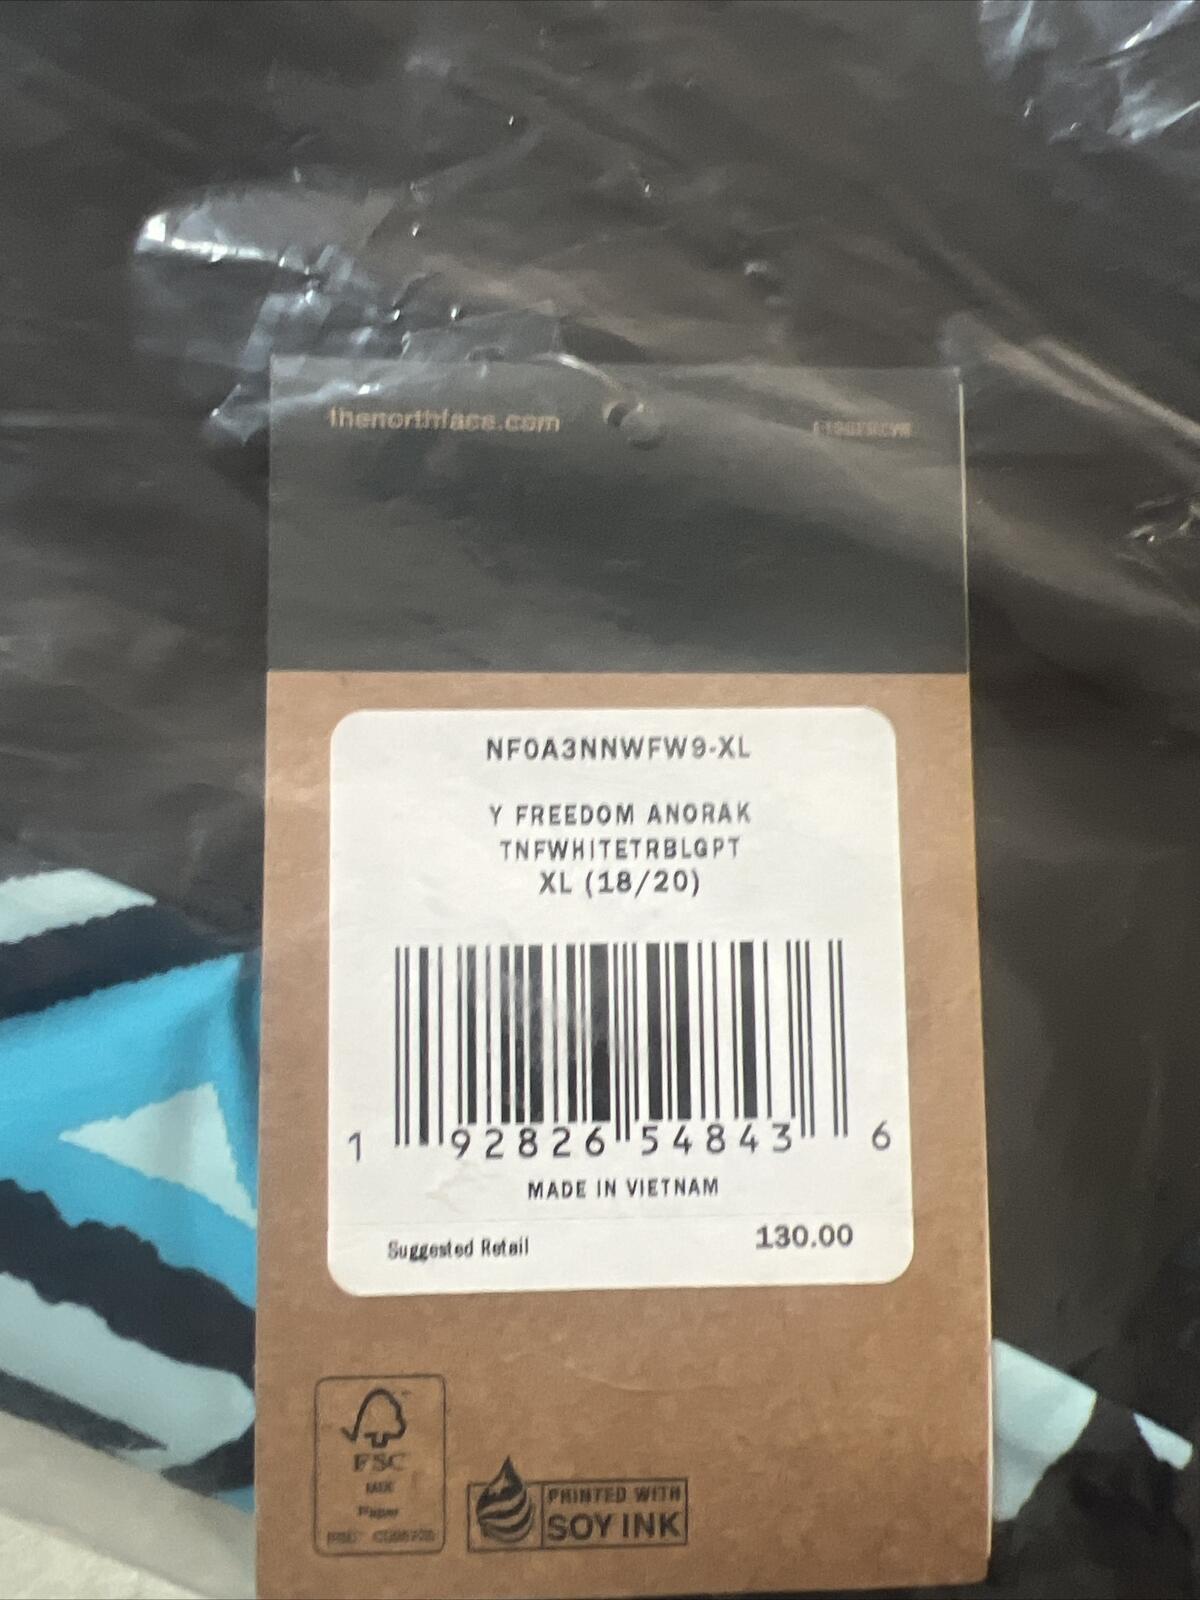 thenorthface.com
NF0A3NNWFW9-XL
Y FREEDOM ANORAK
TNFWHITETRBLGPT
XL (18/20)
1 92826 54843 6
MADE IN VIETNAM
Suggested Retail 130.00
FSC
MIX
Paper
PRINTED WITH
SOY INK